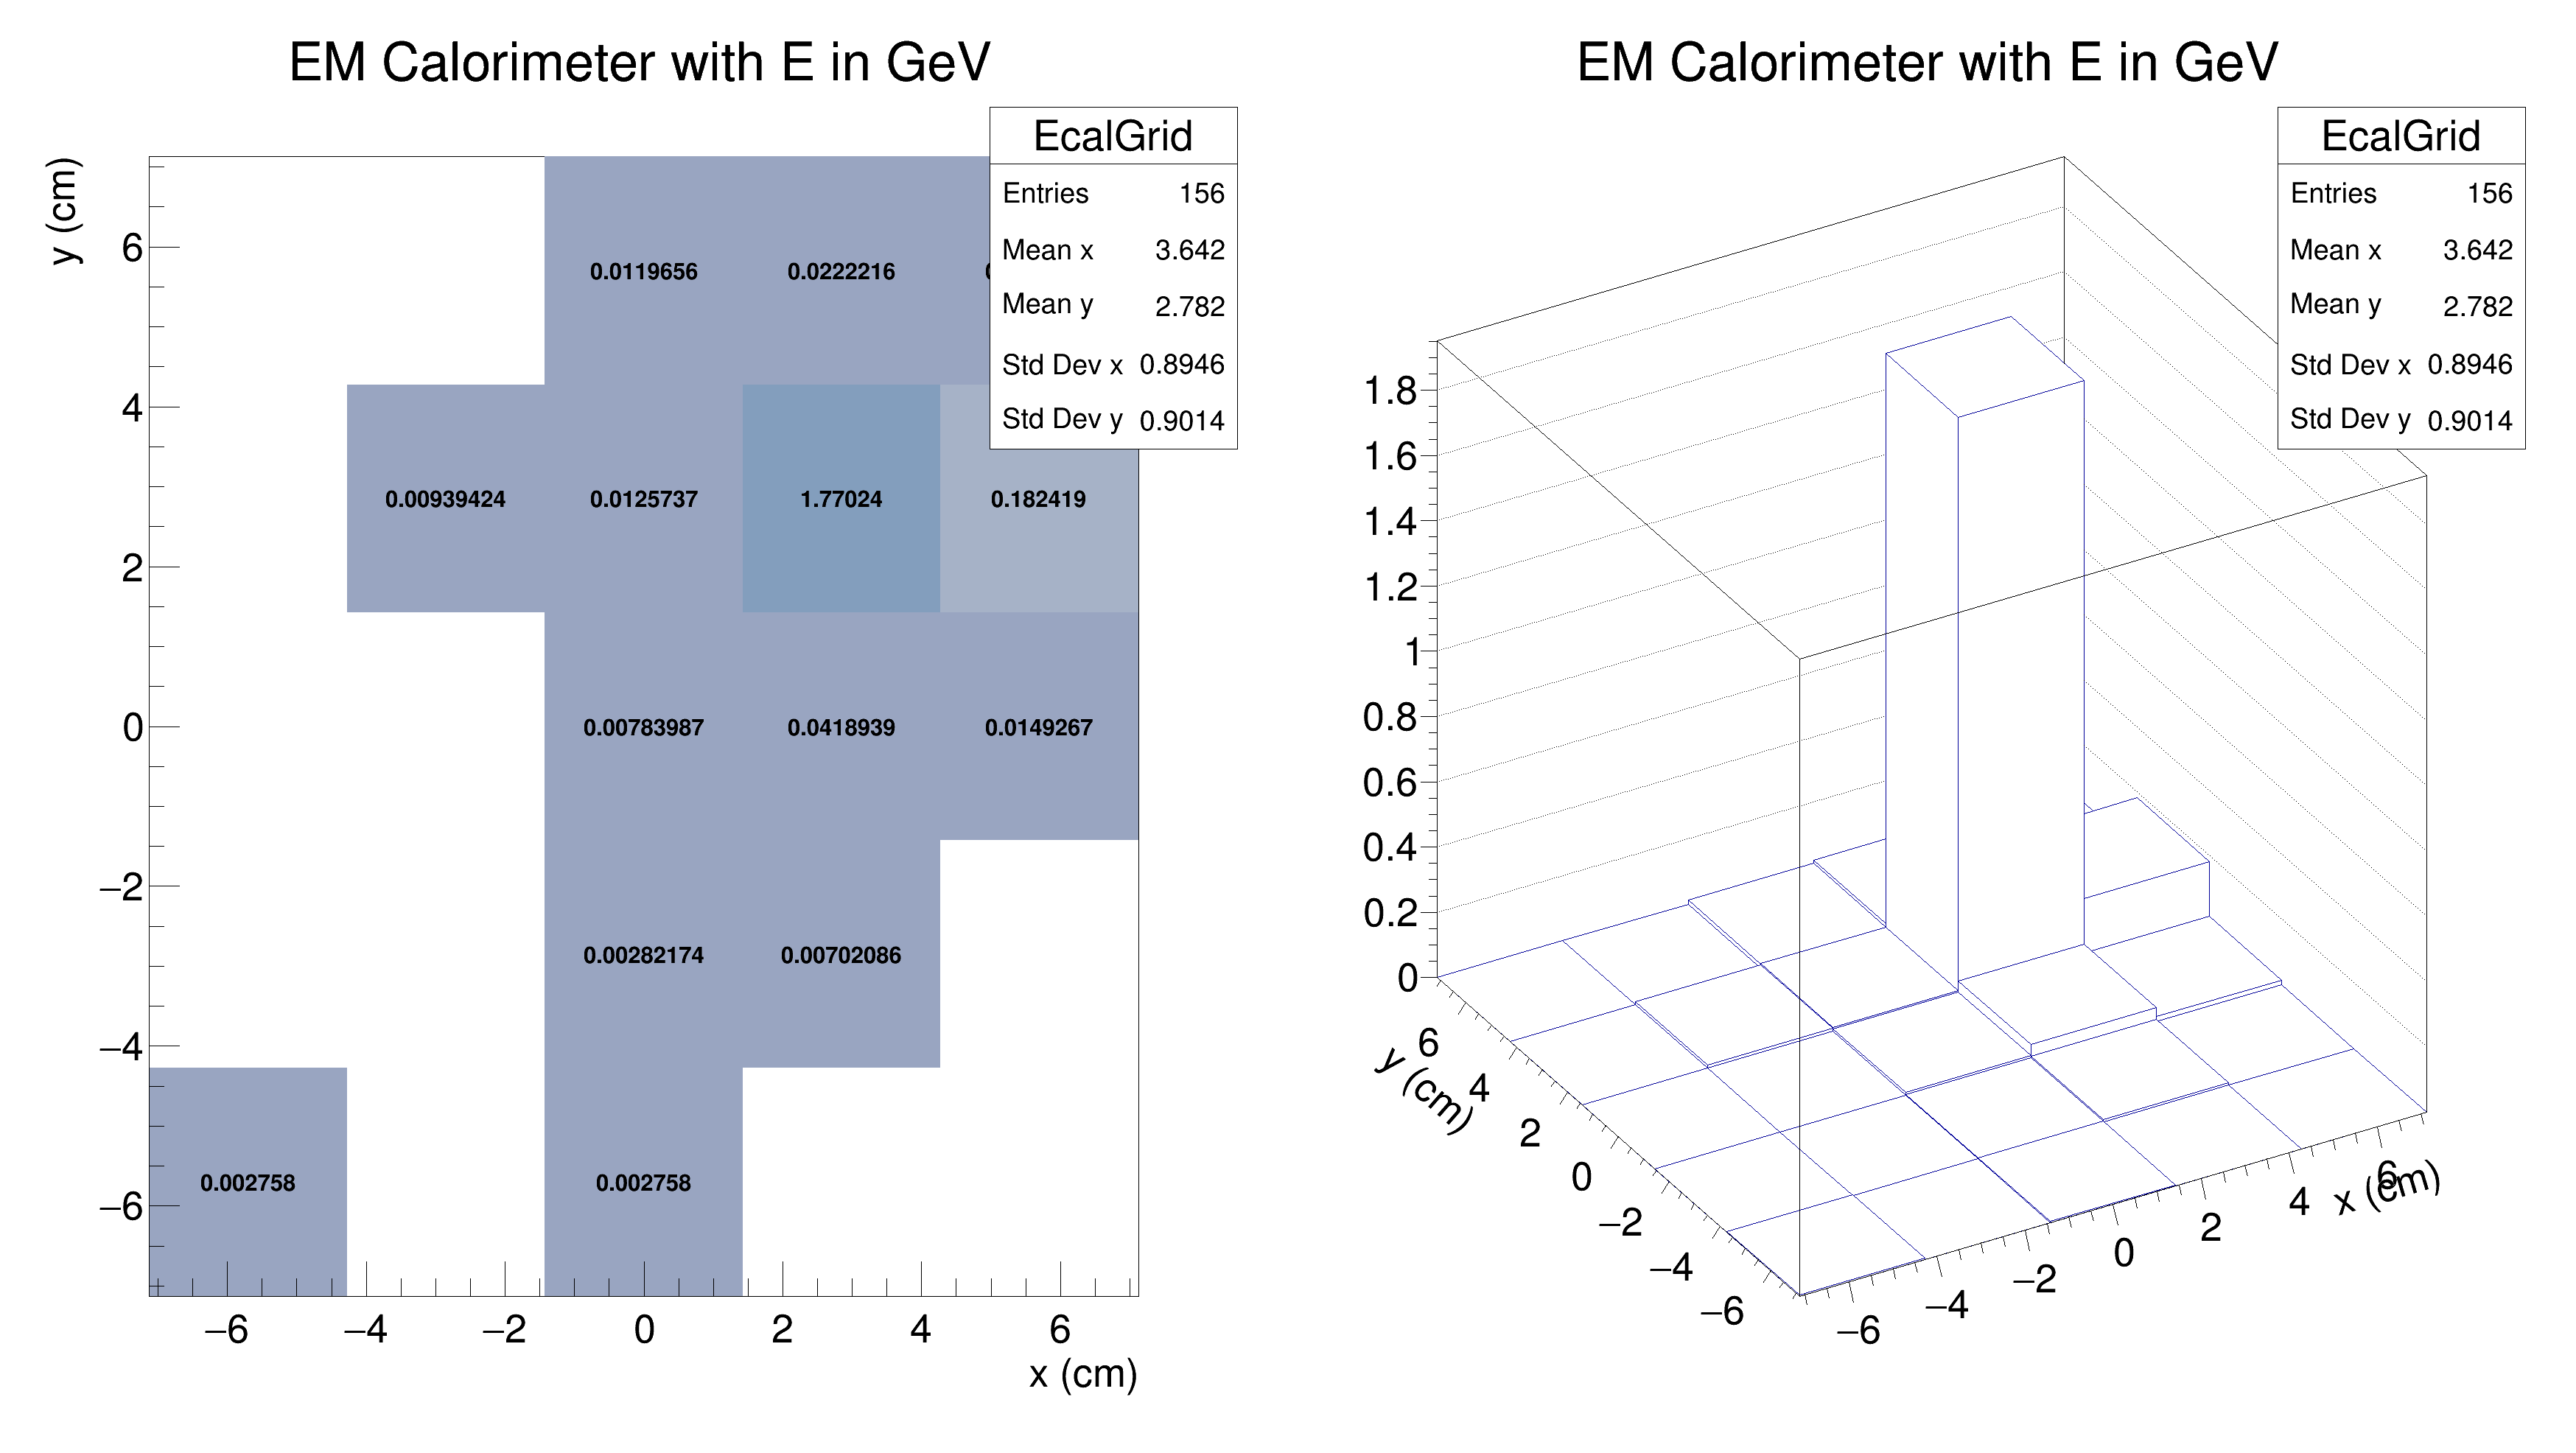 EM Calorimeter with E in GeV
EcalGrid
Entries 156
Mean x 3.642
Mean y 2.782
Std Dev x 0.8946
Std Dev y 0.9014
y (cm)
6
4
2
0
−2
−4
−6
0.0119656 0.0222216
0.00939424 0.0125737 1.77024 0.182419
0.00783987 0.0418939 0.0149267
0.00282174 0.00702086
0.002758 0.002758
−6 −4 −2 0 2 4 6
x (cm)
EM Calorimeter with E in GeV
EcalGrid
Entries 156
Mean x 3.642
Mean y 2.782
Std Dev x 0.8946
Std Dev y 0.9014
1.8
1.6
1.4
1.2
1
0.8
0.6
0.4
0.2
0
y (cm)
6
4
2
0
−2
−4
−6
−6 −4 −2 0 2 4 6
x (cm)